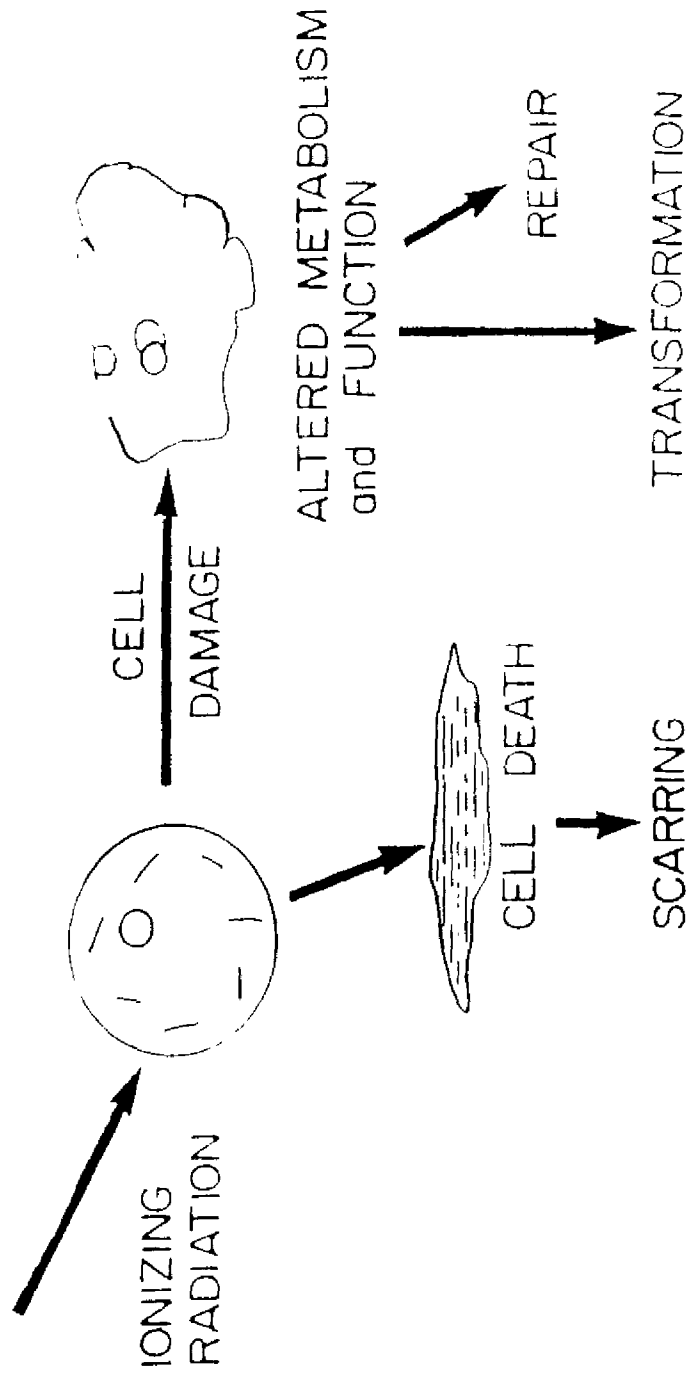 IONIZING
RADIATION
CELL
DAMAGE
ALTERED METABOLISM
and FUNCTION
REPAIR
TRANSFORMATION
CELL DEATH
SCARRING